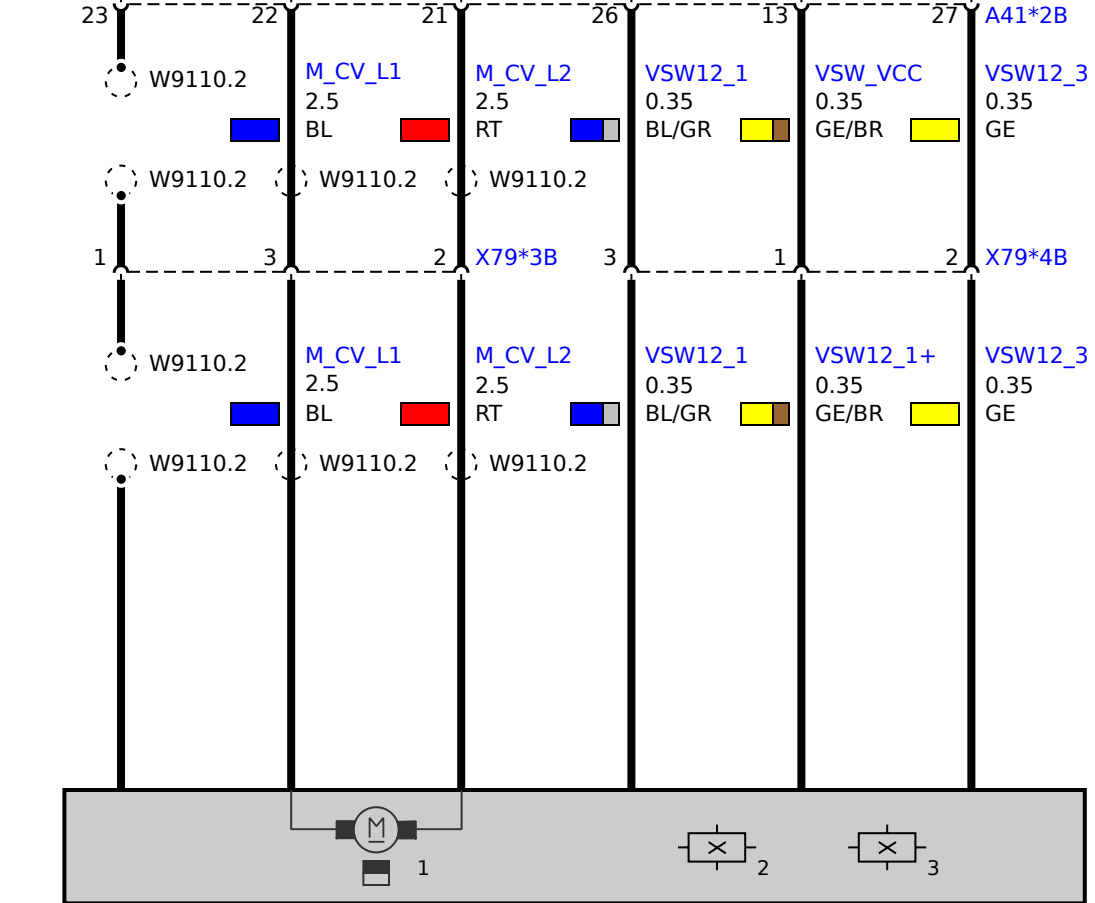 23 22 21 26 13 27 A41*2B
W9110.2 M_CV_L1 M_CV_L2 VSW12_1 VSW_VCC VSW12_3
2.5 2.5 0.35 0.35 0.35
BL RT BL/GR GE/BR GE
W9110.2 W9110.2 W9110.2
1 3 2 X79*3B 3 1 2 X79*4B
W9110.2 M_CV_L1 M_CV_L2 VSW12_1 VSW12_1+ VSW12_3
2.5 2.5 0.35 0.35 0.35
BL RT BL/GR GE/BR GE
W9110.2 W9110.2 W9110.2
M
1 2 3